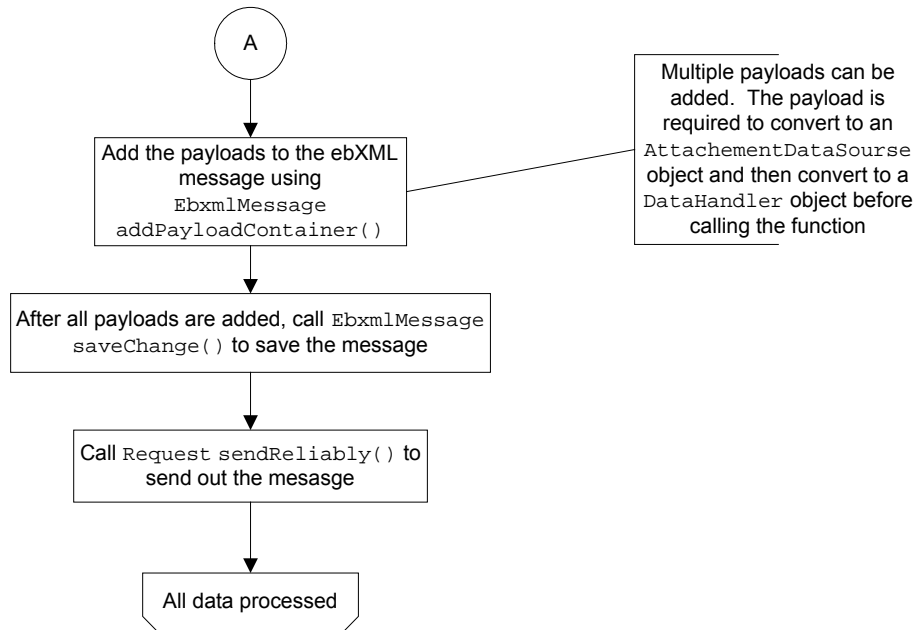 A
Add the payloads to the ebXML
message using
EbxmlMessage
addPayloadContainer()
Multiple payloads can be
added. The payload is
required to convert to an
AttachementDataSourse
object and then convert to a
DataHandler object before
calling the function
After all payloads are added, call EbxmlMessage
saveChange() to save the message
Call Request sendReliably() to
send out the mesasge
All data processed